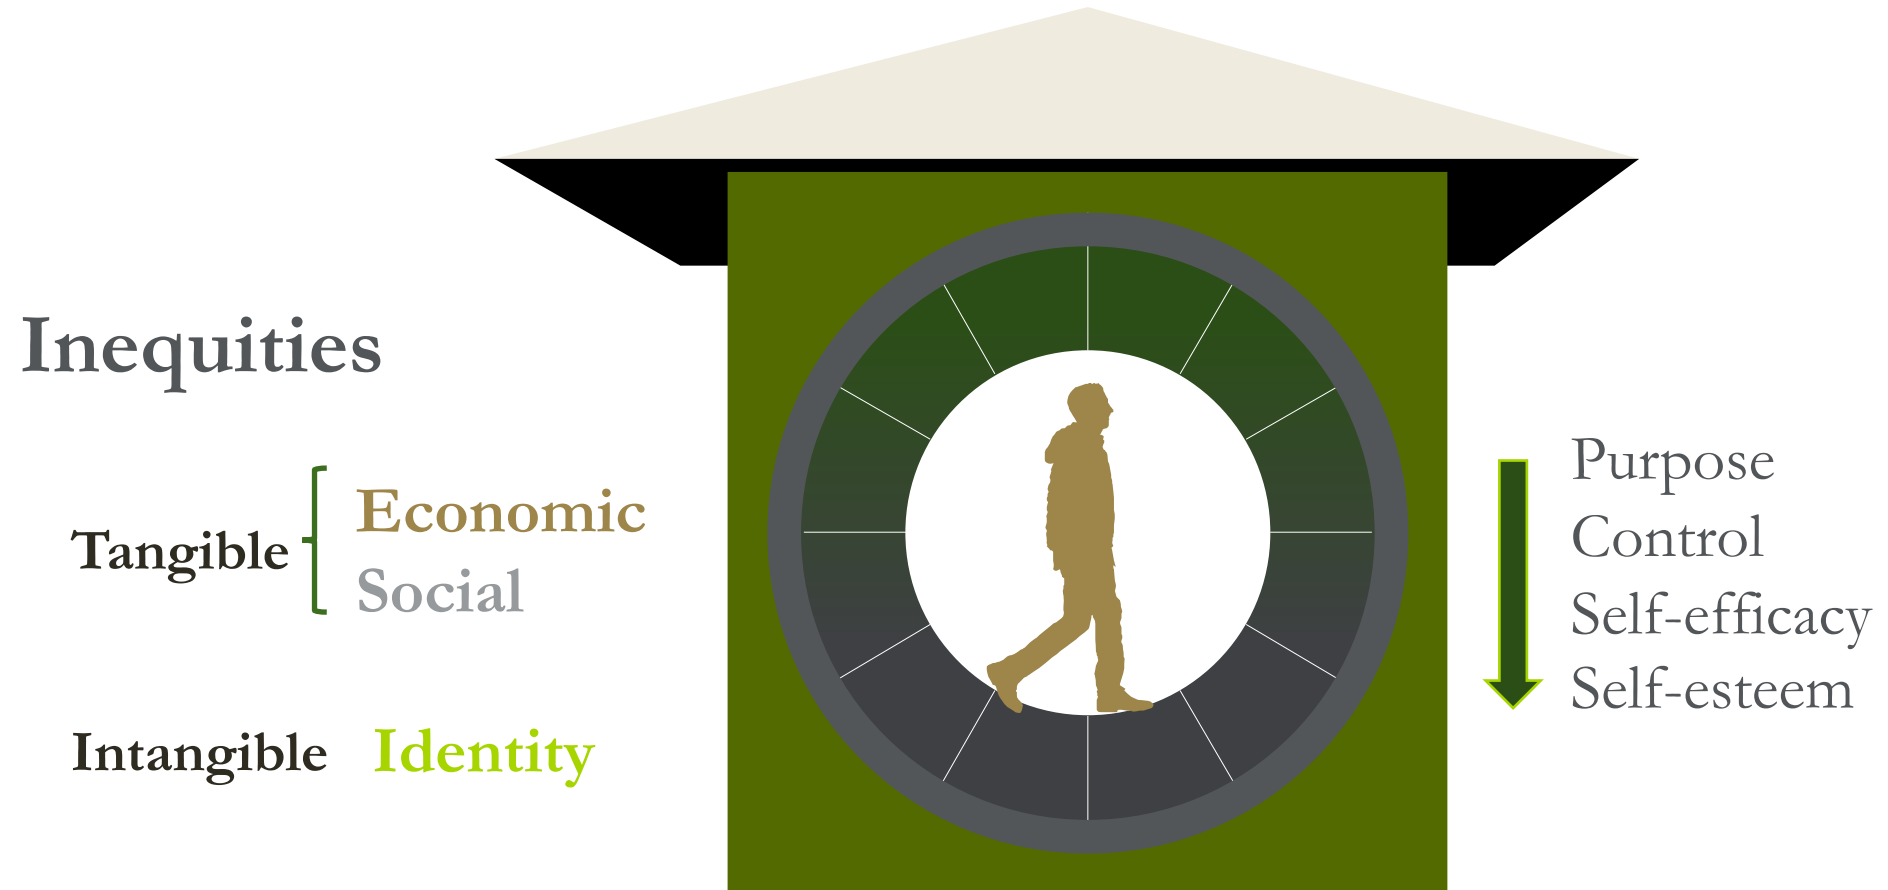 Inequities
Tangible
Economic
Social
Intangible Identity
Purpose
Control
Self-efficacy
Self-esteem